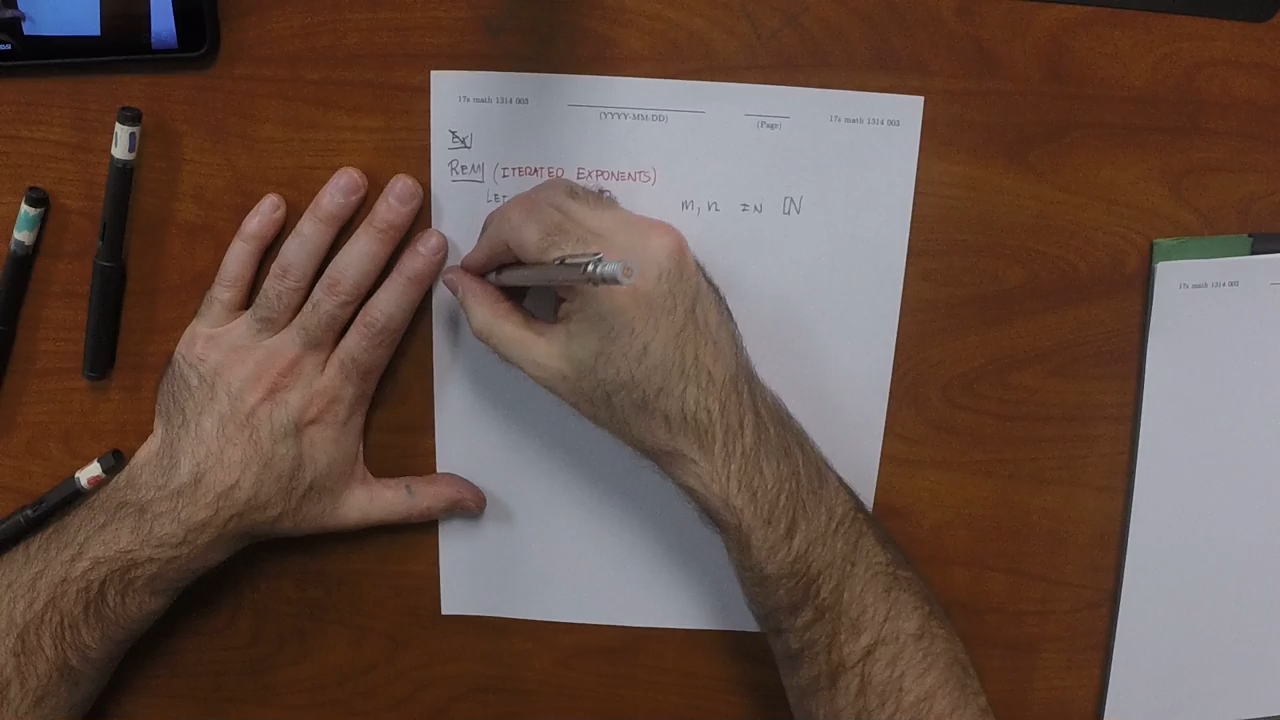 17s math 1314 003 (YYYY-MM-DD) (Page) 17s math 1314 003
Ex
REM (ITERATED EXPONENTS)
LET m, n IN ℕ
17s math 1314 003